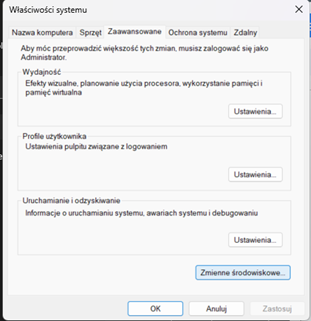 Właściwości systemu
Nazwa komputera Sprzęt Zaawansowane Ochrona systemu Zdalny
Aby móc przeprowadzić większość tych zmian, musisz zalogować się jako
Administrator.
Wydajność
Efekty wizualne, planowanie użycia procesora, wykorzystanie pamięci i
pamięć wirtualna
Ustawienia...
Profile użytkownika
Ustawienia pulpitu związane z logowaniem
Ustawienia...
Uruchamianie i odzyskiwanie
Informacje o uruchamianiu systemu, awariach systemu i debugowaniu
Ustawienia...
Zmienne środowiskowe...
OK Anuluj Zastosuj